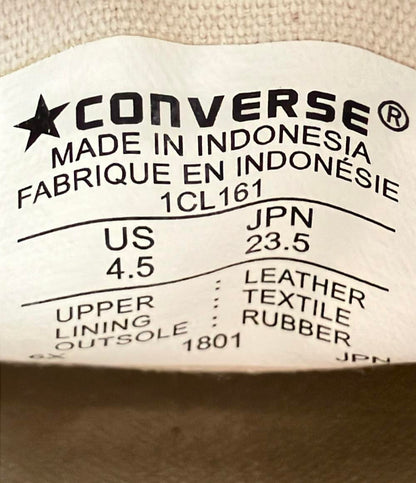 ★CONVERSE®
MADE IN INDONESIA
FABRIQUE EN INDONÉSIE
1CL161
US JPN
4.5 23.5
UPPER : LEATHER
LINING : TEXTILE
OUTSOLE : RUBBER
1801
JPN